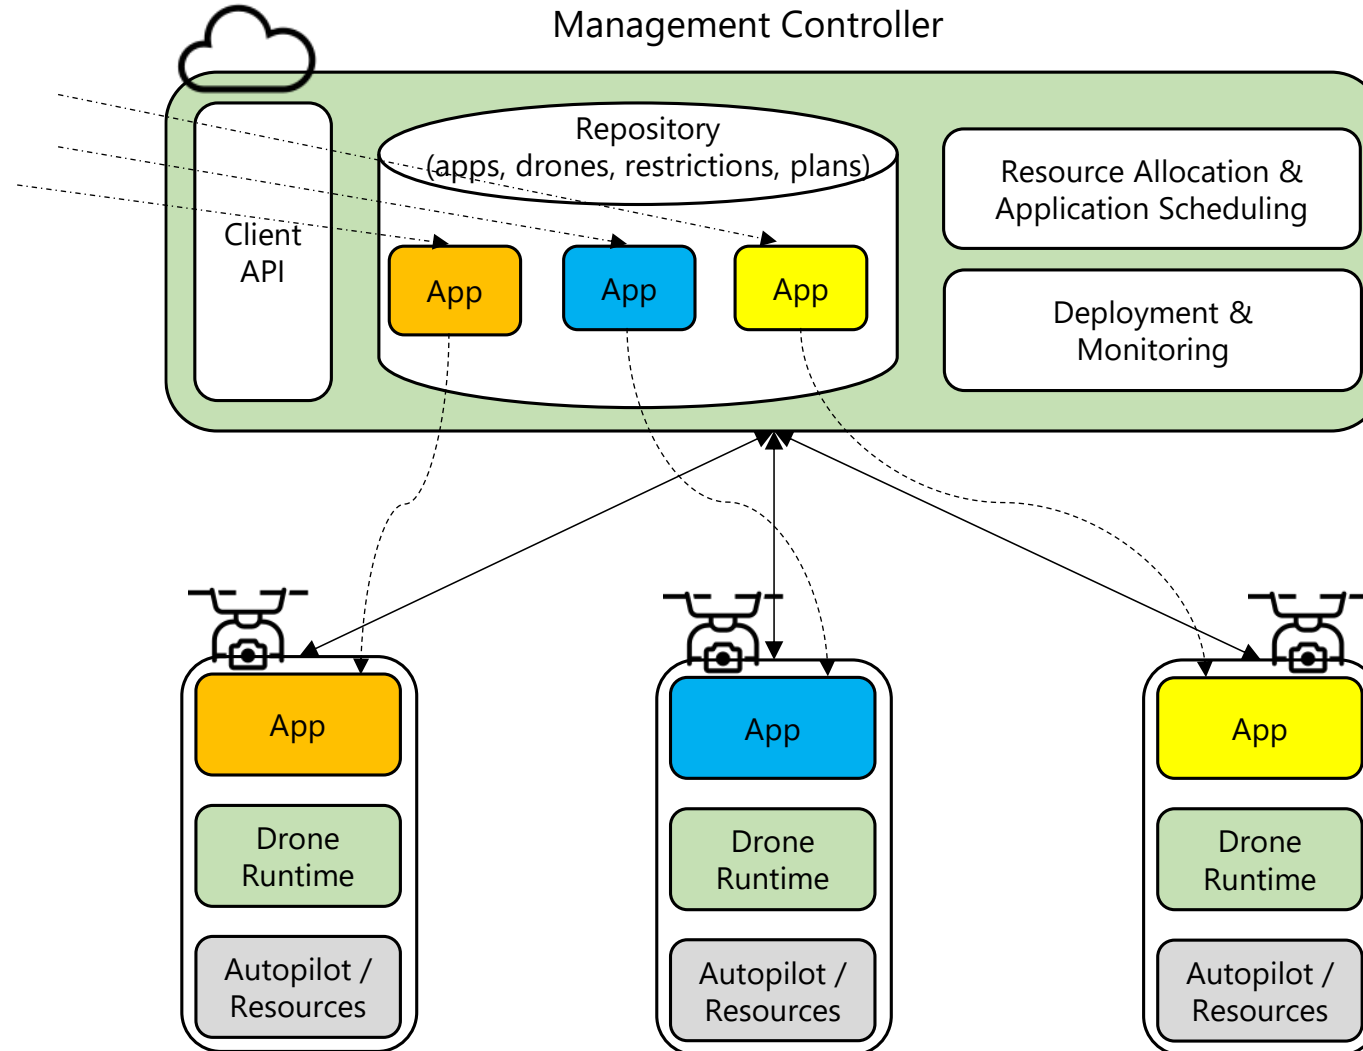 Management Controller
Repository
(apps, drones, restrictions, plans)
Client
API
App
App
App
Resource Allocation &
Application Scheduling
Deployment &
Monitoring
App
Drone
Runtime
Autopilot /
Resources
App
Drone
Runtime
Autopilot /
Resources
App
Drone
Runtime
Autopilot /
Resources